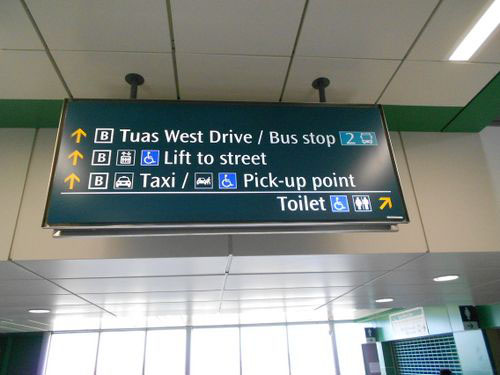 B Tuas West Drive / Bus stop 2
B Lift to street
B Taxi / Pick-up point
Toilet